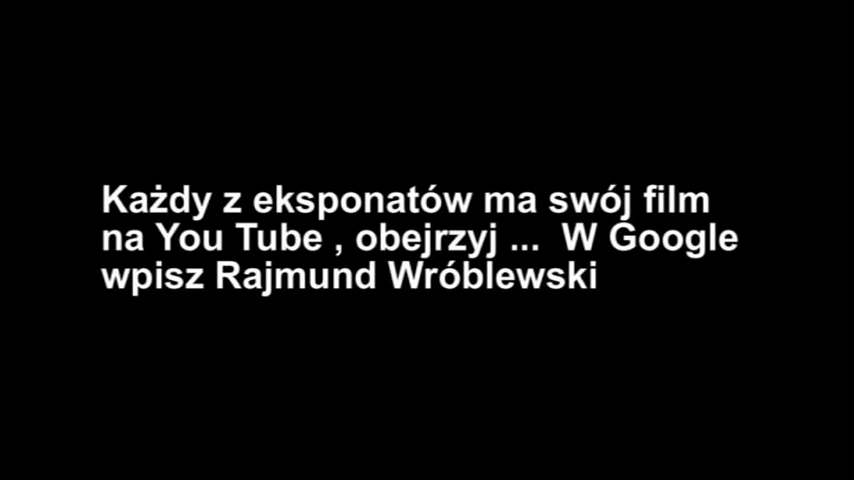 Każdy z eksponatów ma swój film
na You Tube , obejrzyj ...  W Google
wpisz Rajmund Wróblewski